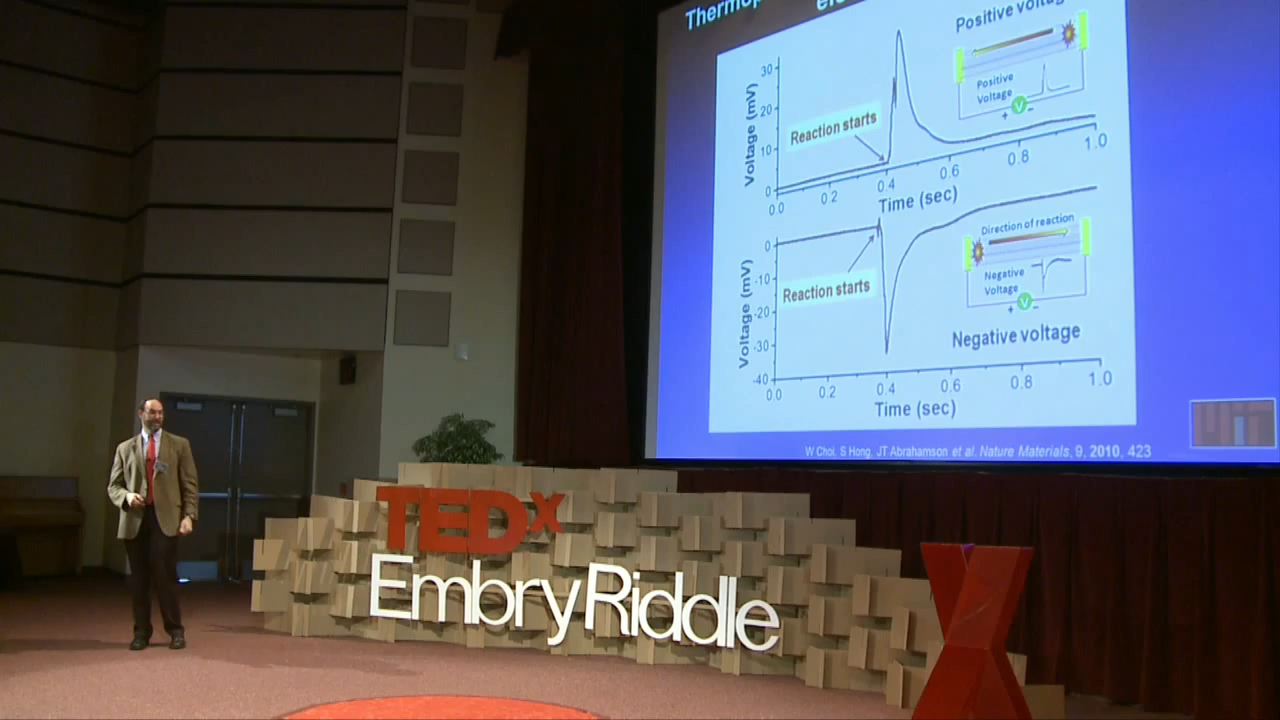 Positive voltage
Voltage (mV)
30
20
10
0
Reaction starts
Positive
Voltage
V
+ −
0.0 0.2 0.4 0.6 0.8 1.0
Time (sec)
Voltage (mV)
0
-10
-20
-30
-40
Reaction starts
Direction of reaction
Negative
Voltage
V
+ −
Negative voltage
0.0 0.2 0.4 0.6 0.8 1.0
Time (sec)
W Choi. S Hong, JT Abrahamson et al. Nature Materials, 9, 2010, 423
TEDx
EmbryRiddle
X